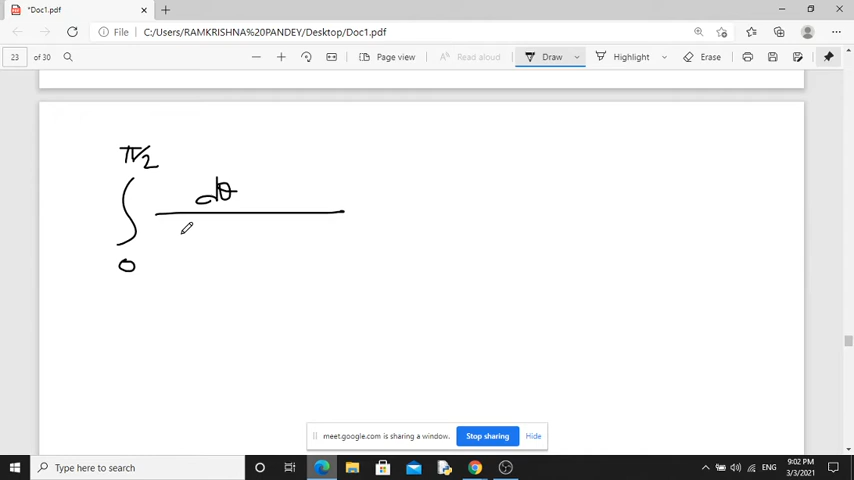 *Doc1.pdf
File C:/Users/RAMKRISHNA%20PANDEY/Desktop/Doc1.pdf
23 of 30 Page view Read aloud Draw Highlight Erase
π/2
∫ dθ
0
meet.google.com is sharing a window. Stop sharing Hide
Type here to search
ENG 9:02 PM
3/3/2021